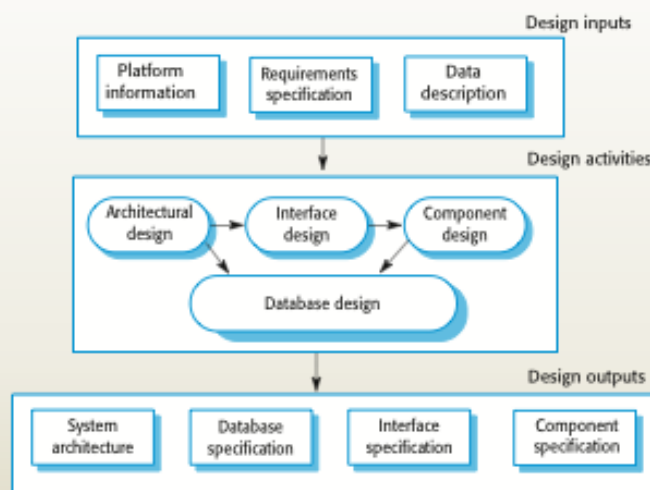 Design inputs
Platform
information
Requirements
specification
Data
description
Design activities
Architectural
design
Interface
design
Component
design
Database design
Design outputs
System
architecture
Database
specification
Interface
specification
Component
specification